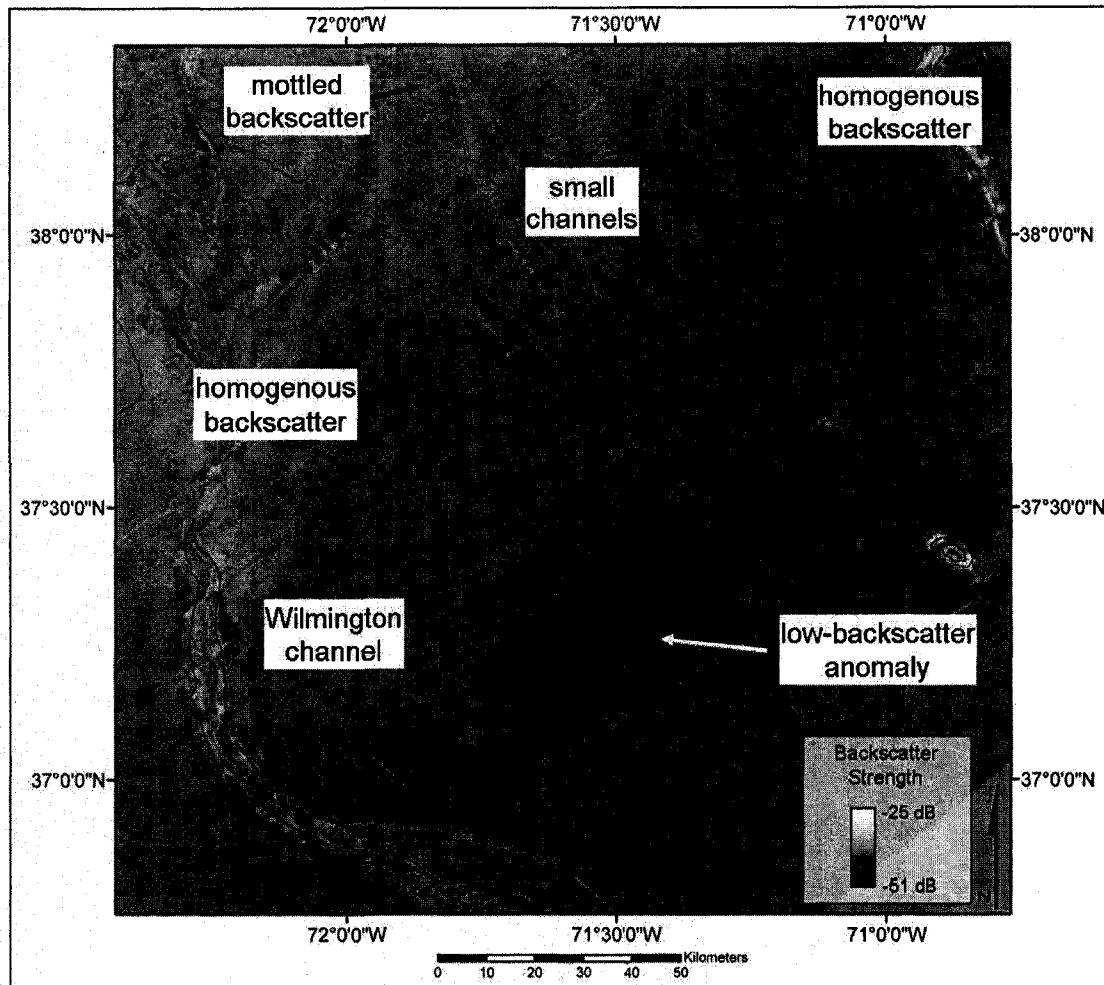 72°0'0"W
71°30'0"W
71°0'0"W
mottled
backscatter
homogenous
backscatter
small
channels
38°0'0"N
38°0'0"N
homogenous
backscatter
37°30'0"N
37°30'0"N
Wilmington
channel
low-backscatter
anomaly
Backscatter
Strength
-25 dB
-51 dB
37°0'0"N
37°0'0"N
72°0'0"W
71°30'0"W
71°0'0"W
Kilometers
0 10 20 30 40 50